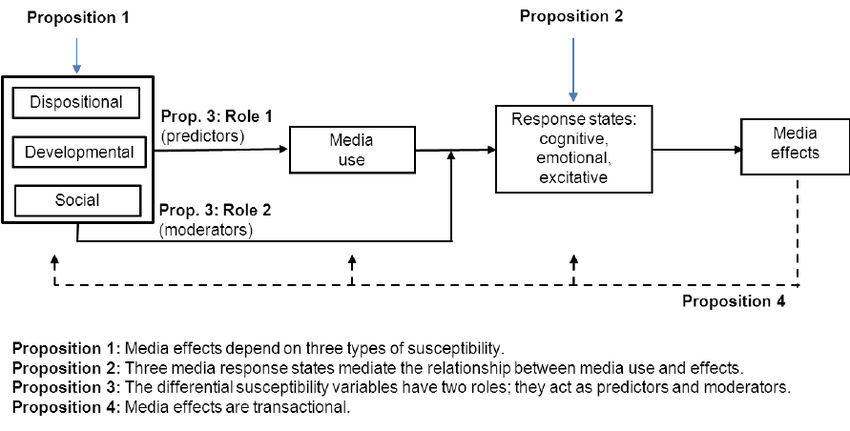 Proposition 1
Proposition 2
Dispositional
Developmental
Social
Prop. 3: Role 1
(predictors)
Prop. 3: Role 2
(moderators)
Media
use
Response states:
cognitive,
emotional,
excitative
Media
effects
Proposition 4
Proposition 1: Media effects depend on three types of susceptibility.
Proposition 2: Three media response states mediate the relationship between media use and effects.
Proposition 3: The differential susceptibility variables have two roles; they act as predictors and moderators.
Proposition 4: Media effects are transactional.